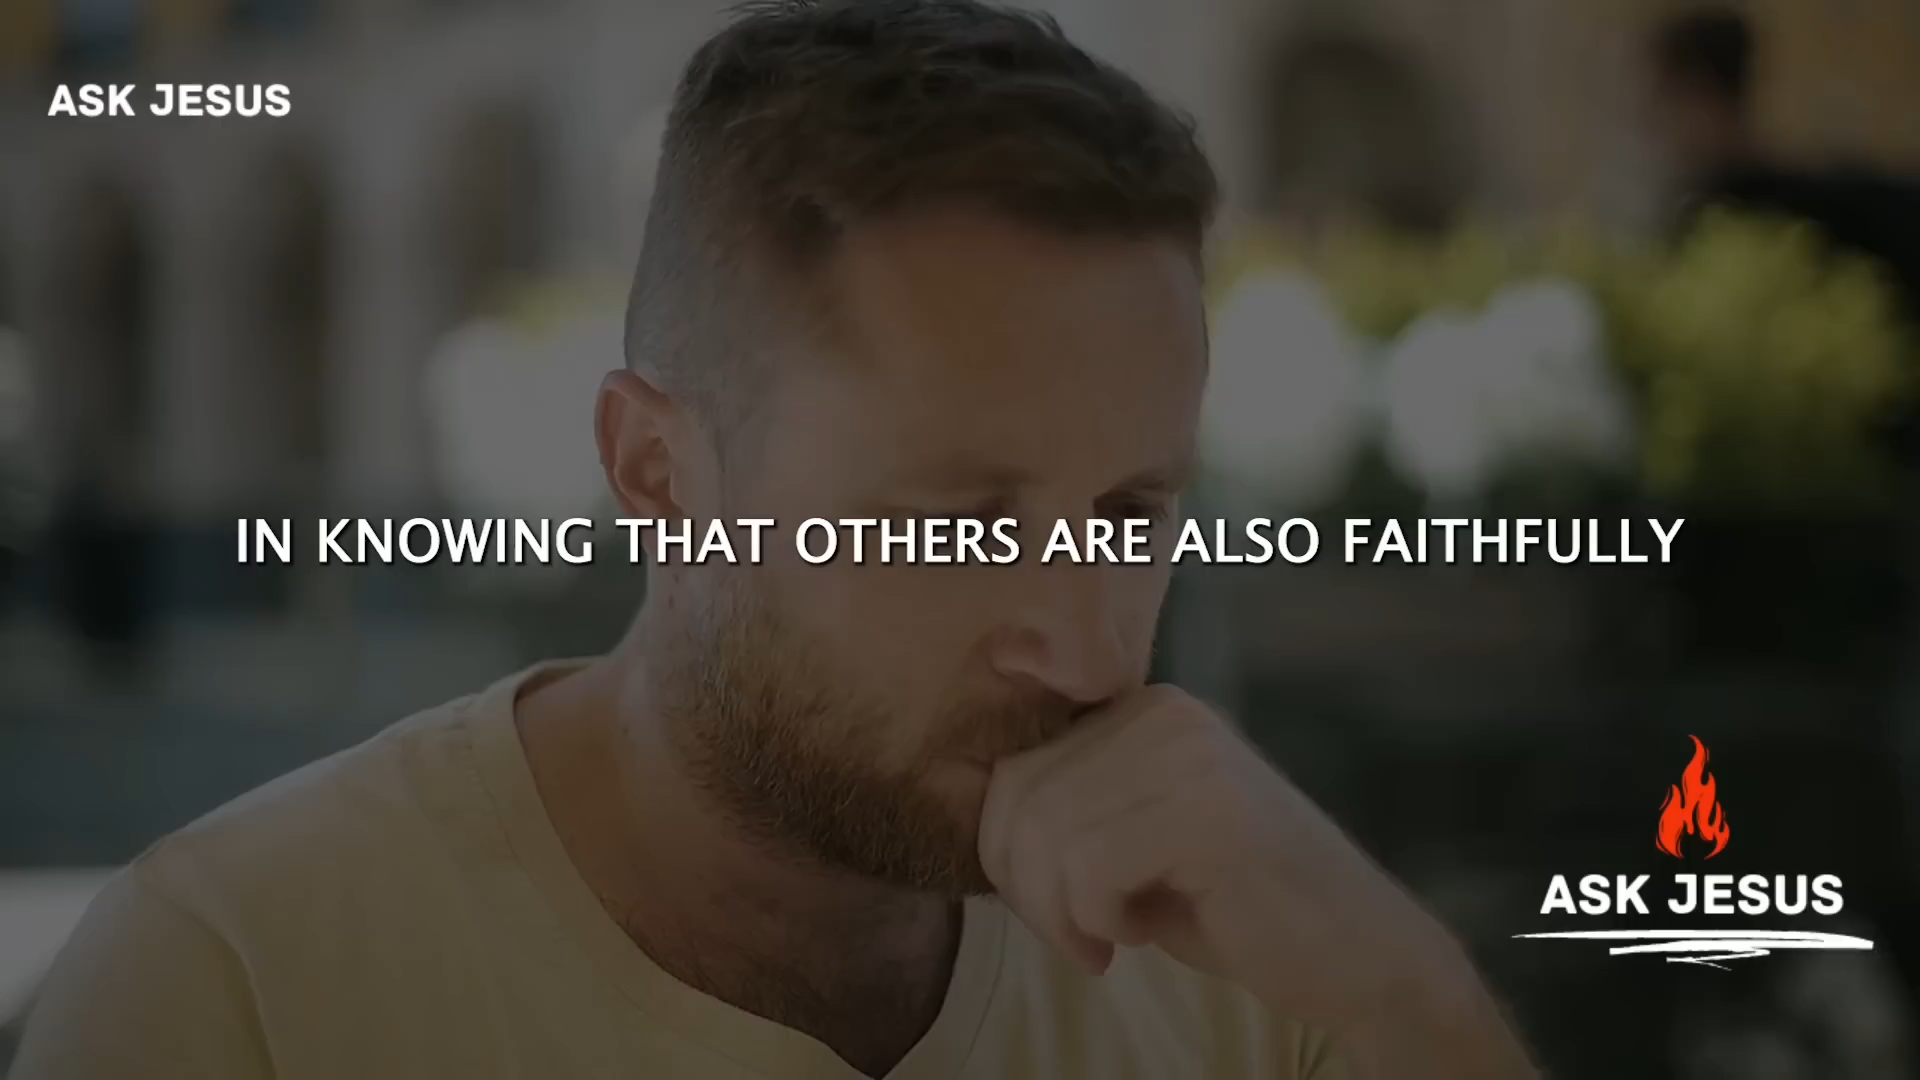 ASK JESUS
IN KNOWING THAT OTHERS ARE ALSO FAITHFULLY
ASK JESUS